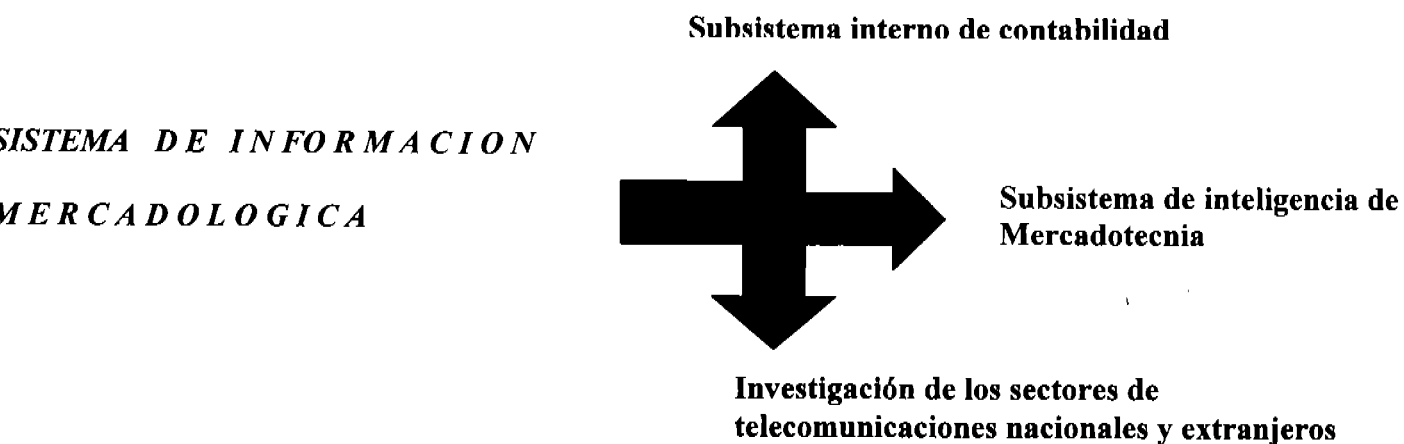 Subsistema interno de contabilidad
SISTEMA DE INFORMACION
MERCADOLOGICA
Subsistema de inteligencia de
Mercadotecnia
Investigación de los sectores de
telecomunicaciones nacionales y extranjeros